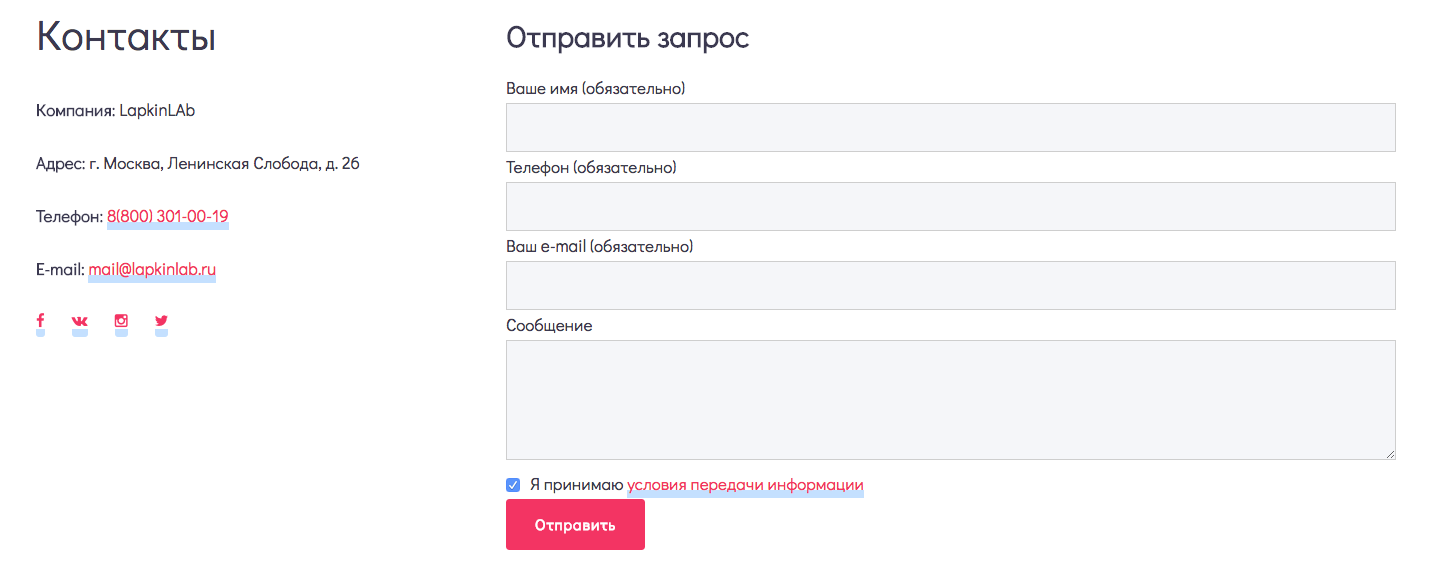 Контакты
Компания: LapkinLAb
Адрес: г. Москва, Ленинская Слобода, д. 26
Телефон: 8(800) 301-00-19
E-mail: mail@lapkinlab.ru
Отправить запрос
Ваше имя (обязательно)
Телефон (обязательно)
Ваш e-mail (обязательно)
Сообщение
Я принимаю условия передачи информации
Отправить